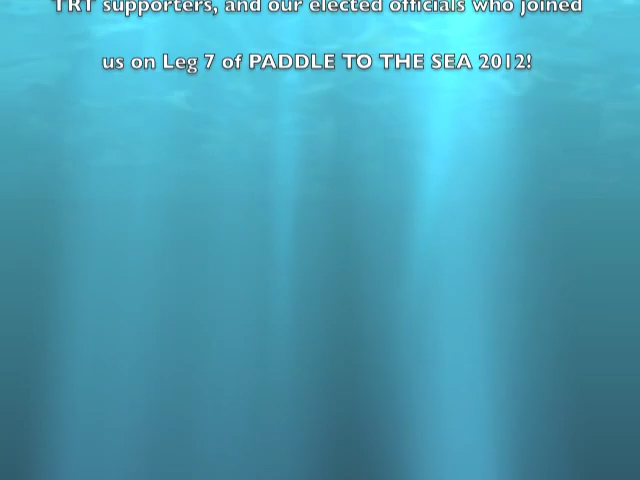 TRT supporters, and our elected officials who joined
us on Leg 7 of PADDLE TO THE SEA 2012!